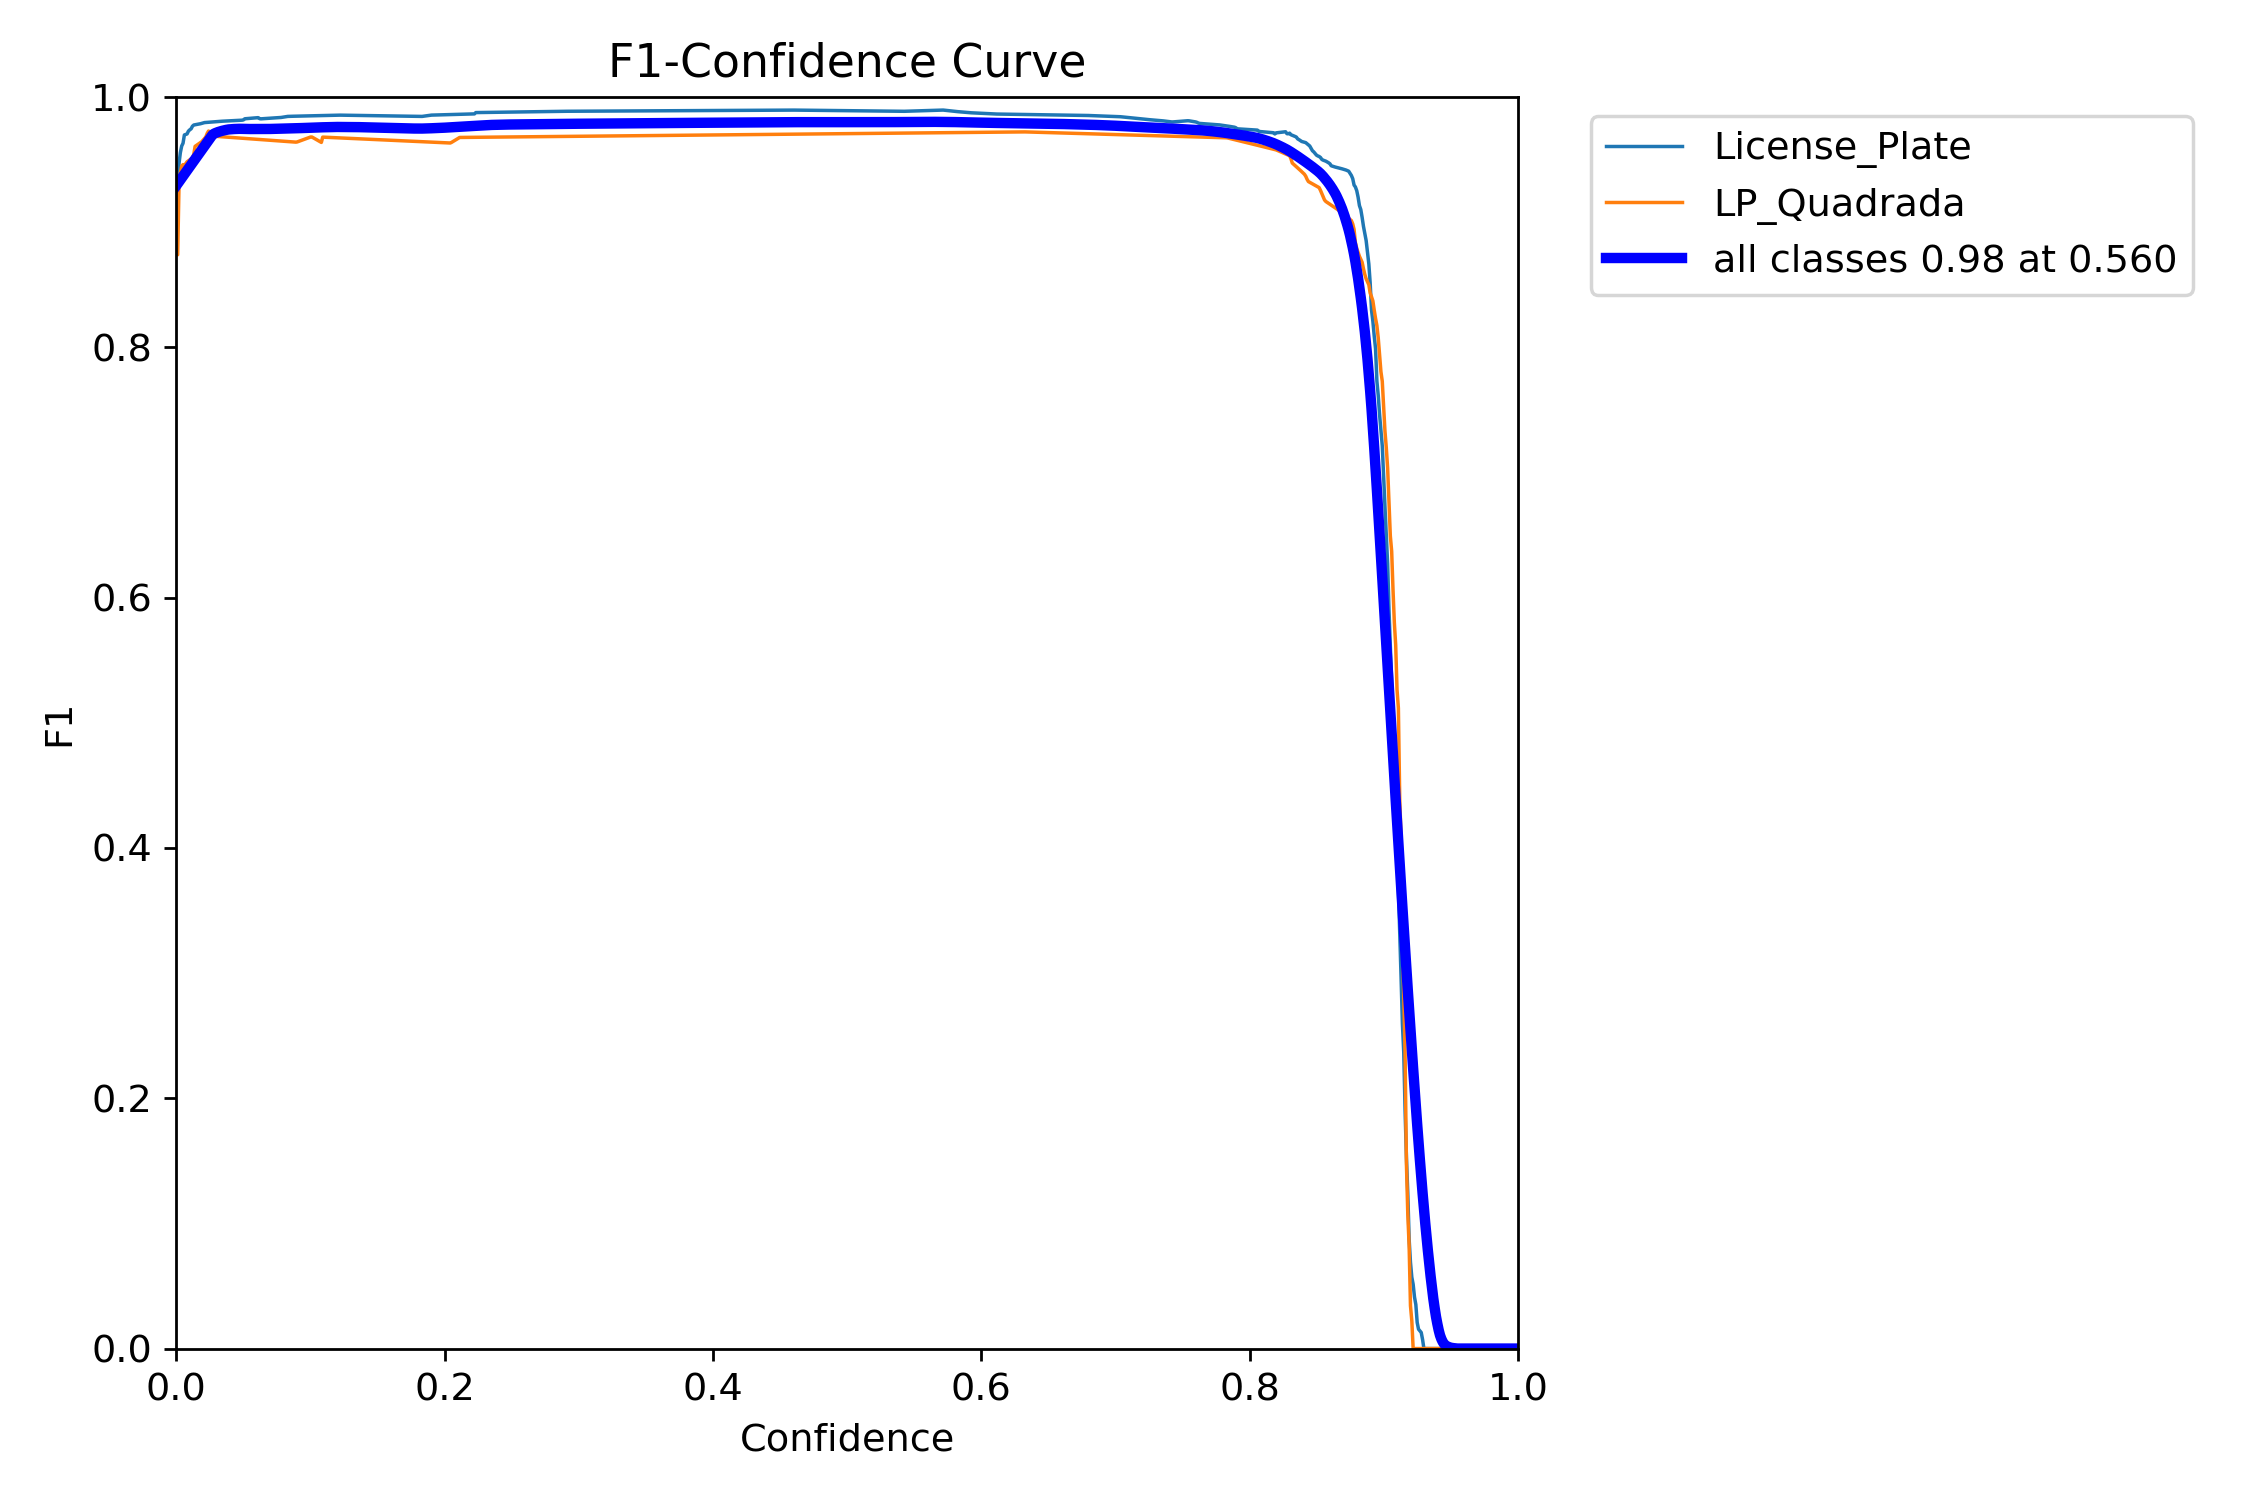 F1-Confidence Curve
1.0
0.8
0.6
0.4
0.2
0.0
F1
0.0 0.2 0.4 0.6 0.8 1.0
Confidence
License_Plate
LP_Quadrada
all classes 0.98 at 0.560